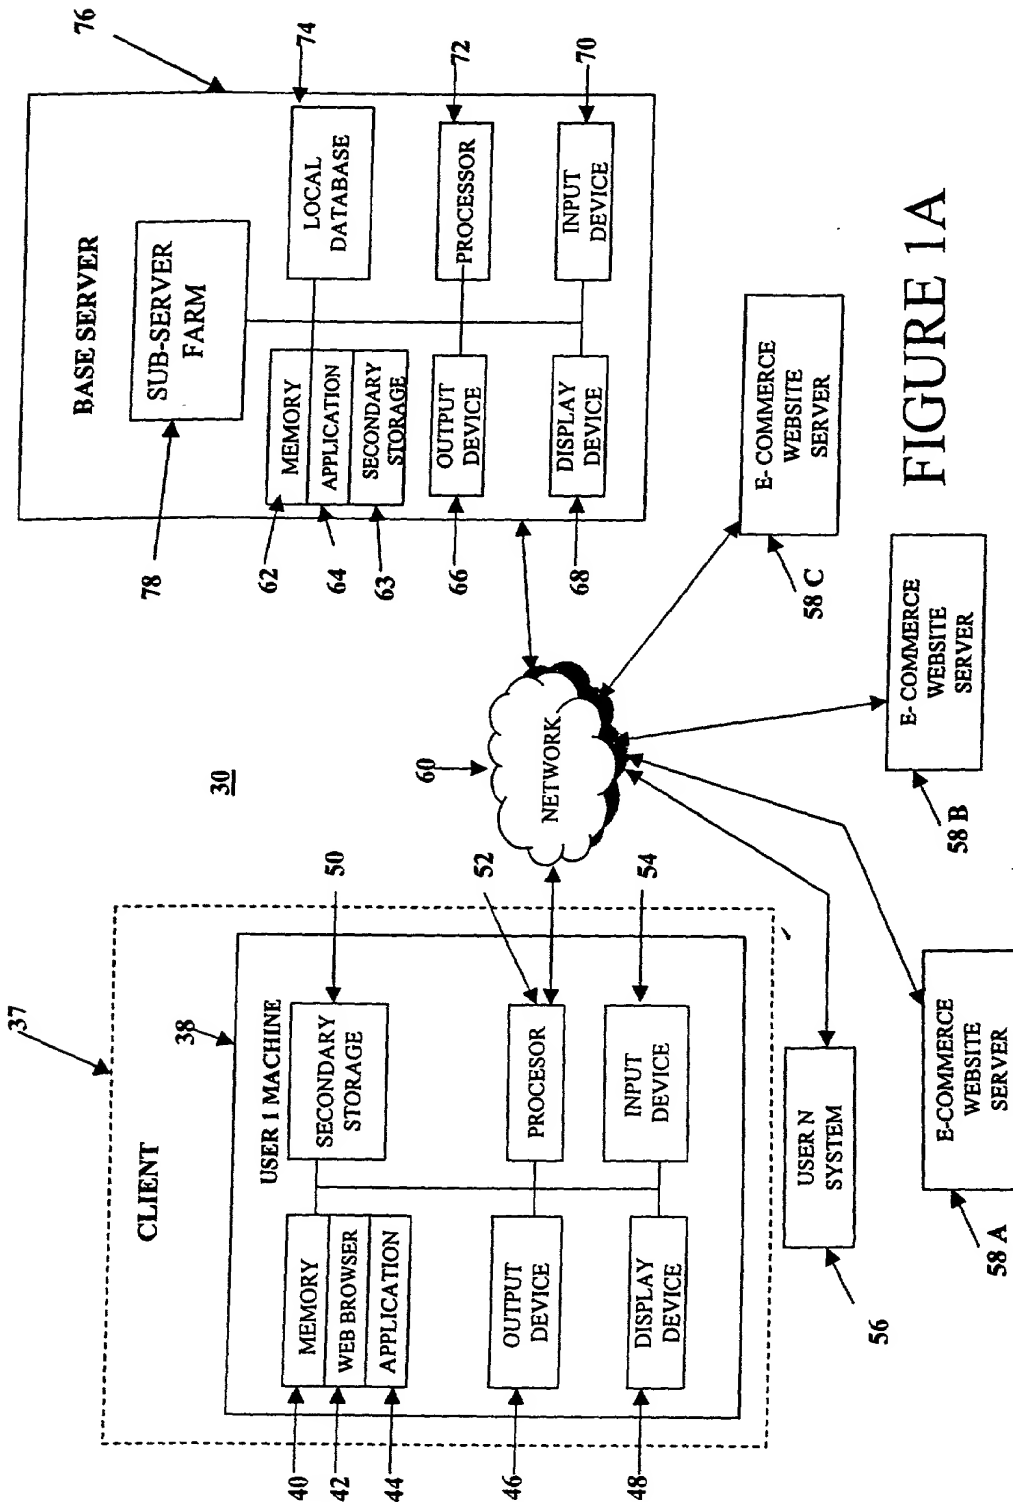 37
CLIENT
38
USER 1 MACHINE
40
MEMORY
42
WEB BROWSER
44
APPLICATION
SECONDARY
STORAGE
50
46
OUTPUT
DEVICE
PROCESOR
52
48
DISPLAY
DEVICE
INPUT
DEVICE
54
30
60
NETWORK
76
BASE SERVER
78
SUB-SERVER
FARM
62
MEMORY
64
APPLICATION
63
SECONDARY
STORAGE
LOCAL
DATABASE
74
66
OUTPUT
DEVICE
PROCESSOR
72
68
DISPLAY
DEVICE
INPUT
DEVICE
70
56
USER N
SYSTEM
58 A
E-COMMERCE
WEBSITE
SERVER
58 B
E- COMMERCE
WEBSITE
SERVER
58 C
E- COMMERCE
WEBSITE
SERVER
FIGURE 1A